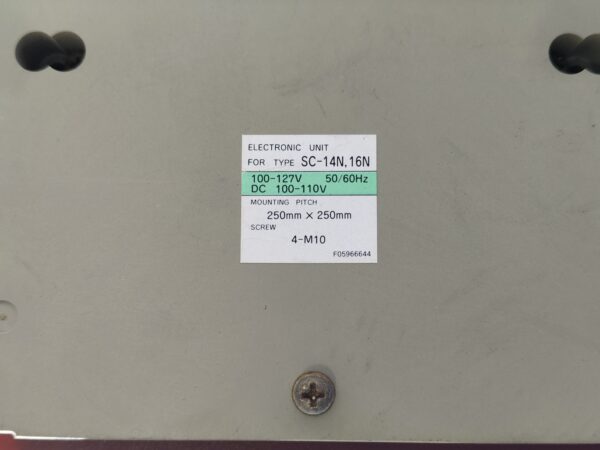 ELECTRONIC UNIT
FOR TYPE SC-14N,16N
100-127V 50/60Hz
DC 100-110V
MOUNTING PITCH
250mm × 250mm
SCREW
4-M10
F05966644